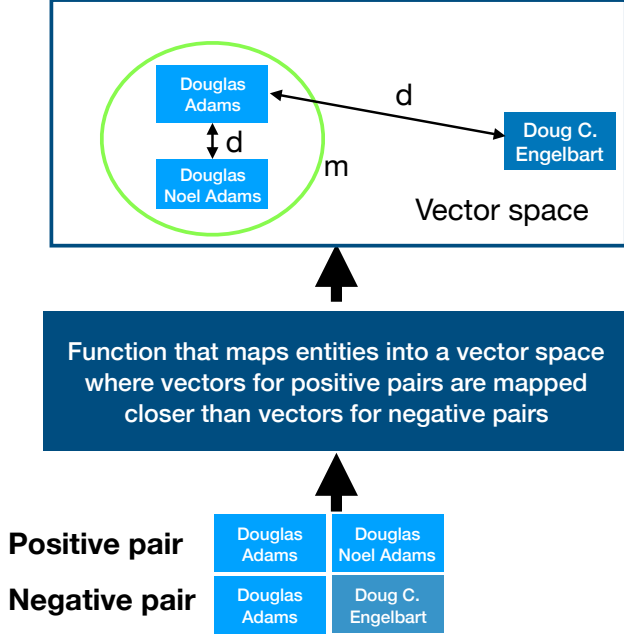 Douglas
Adams
d
d
Doug C.
Engelbart
Douglas
Noel Adams
m
Vector space
Function that maps entities into a vector space
where vectors for positive pairs are mapped
closer than vectors for negative pairs
Positive pair
Douglas
Adams
Douglas
Noel Adams
Negative pair
Douglas
Adams
Doug C.
Engelbart